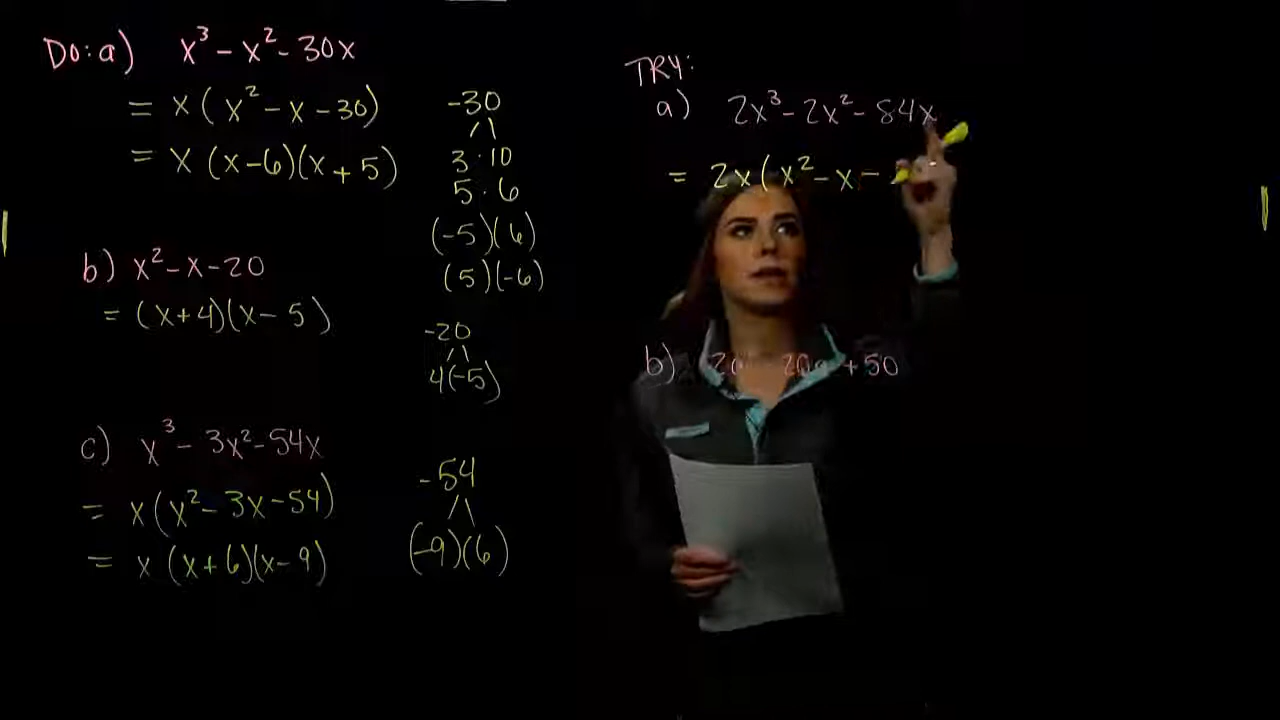 Do: a) x³ - x² - 30x
= x (x² - x - 30)
= x (x - 6)(x + 5)
-30
3 · 10
5 · 6
(-5)(6)
(5)(-6)
b) x² - x - 20
= (x + 4)(x - 5)
-20
4(-5)
c) x³ - 3x² - 54x
= x(x² - 3x - 54)
= x (x + 6)(x - 9)
-54
(-9)(6)
TRY:
a) 2x³ - 2x² - 84x
= 2x(x² - x -
b) + 50